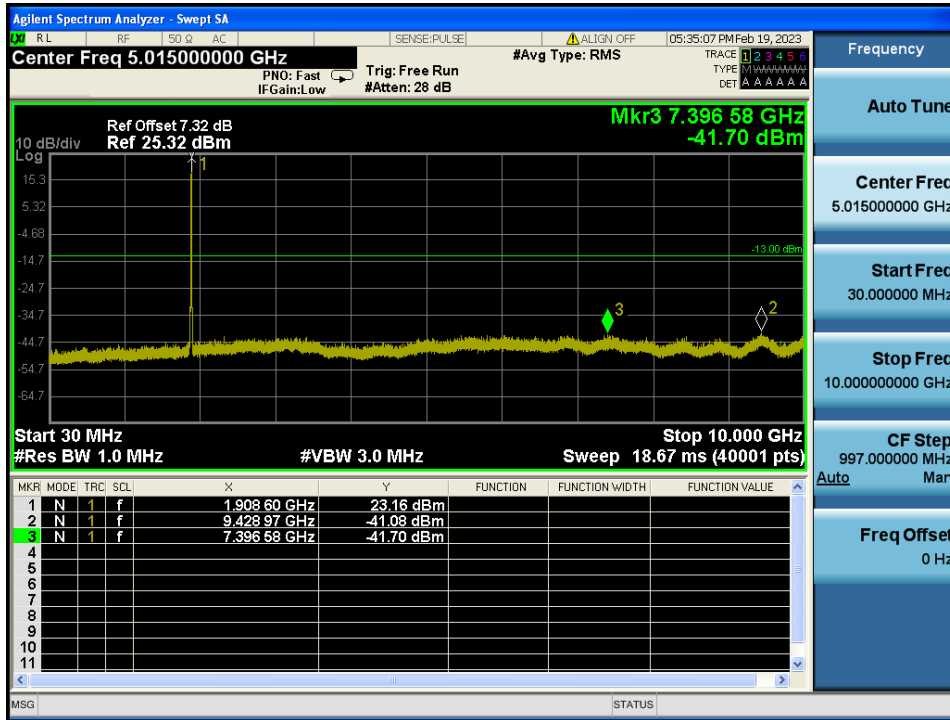 Agilent Spectrum Analyzer - Swept SA
LXI RL RF 50 Ω AC SENSE:PULSE ALIGN OFF 05:35:07 PM Feb 19, 2023
Center Freq 5.015000000 GHz
PNO: Fast
IFGain:Low
Trig: Free Run
#Atten: 28 dB
#Avg Type: RMS
TRACE 1 2 3 4 5 6
TYPE M WWWWW
DET A A A A A A
Mkr3 7.396 58 GHz
-41.70 dBm
Ref Offset 7.32 dB
10 dB/div Ref 25.32 dBm
Log
1
15.3
5.32
-4.68
-13.00 dBm
-14.7
-24.7
-34.7
3
2
-44.7
-54.7
-64.7
Start 30 MHz Stop 10.000 GHz
#Res BW 1.0 MHz #VBW 3.0 MHz Sweep 18.67 ms (40001 pts)
MKR MODE TRC SCL X Y FUNCTION FUNCTION WIDTH FUNCTION VALUE
1 N 1 f 1.908 60 GHz 23.16 dBm
2 N 1 f 9.428 97 GHz -41.08 dBm
3 N 1 f 7.396 58 GHz -41.70 dBm
4
5
6
7
8
9
10
11
MSG STATUS
Frequency
Auto Tune
Center Freq
5.015000000 GHz
Start Freq
30.000000 MHz
Stop Freq
10.000000000 GHz
CF Step
997.000000 MHz
Auto Man
Freq Offset
0 Hz